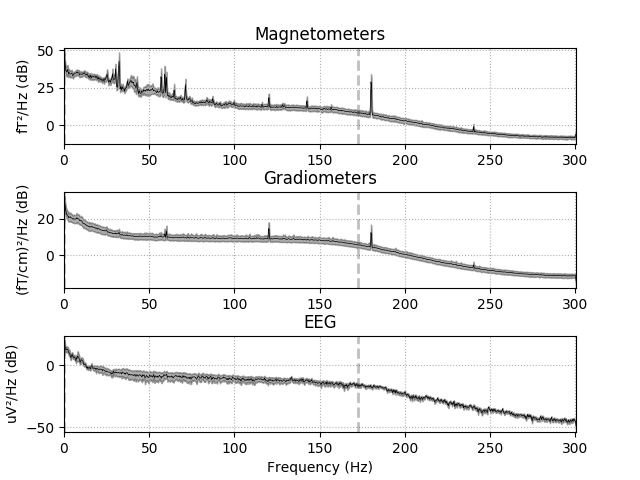 Magnetometers
fT²/Hz (dB)
50
25
0
0 50 100 150 200 250 300
Gradiometers
(fT/cm)²/Hz (dB)
20
0
0 50 100 150 200 250 300
EEG
uV²/Hz (dB)
0
−50
0 50 100 150 200 250 300
Frequency (Hz)